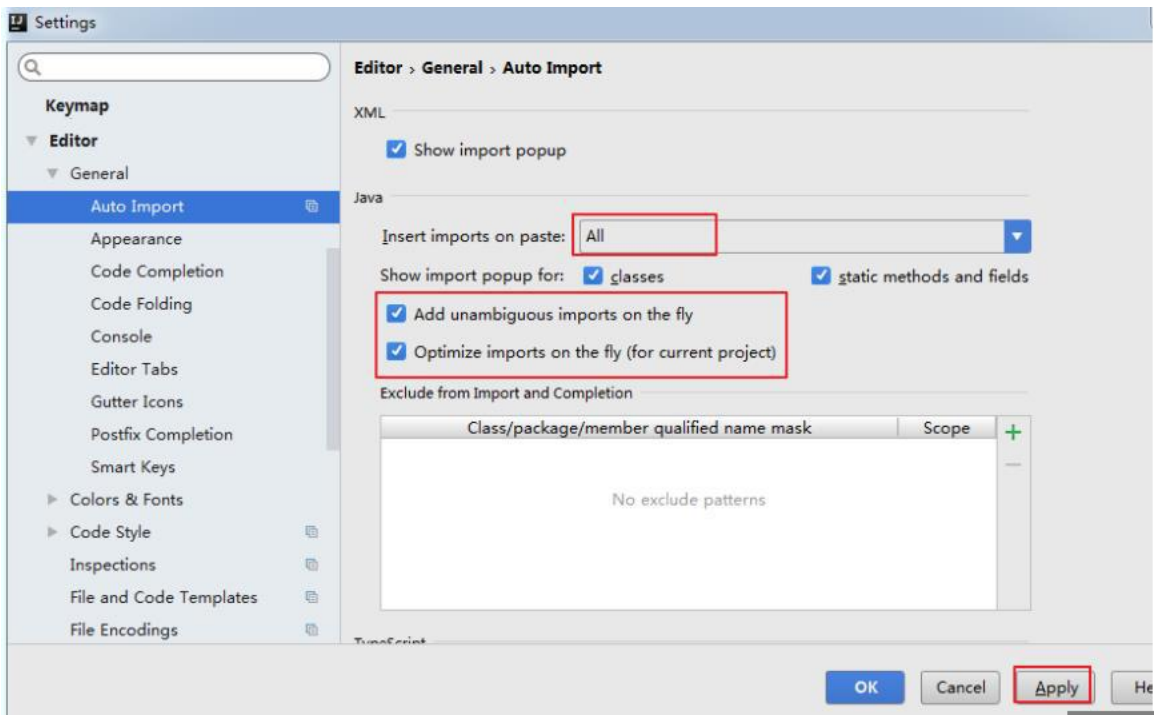 Settings
Keymap
Editor
General
Auto Import
Appearance
Code Completion
Code Folding
Console
Editor Tabs
Gutter Icons
Postfix Completion
Smart Keys
Colors & Fonts
Code Style
Inspections
File and Code Templates
File Encodings
Editor › General › Auto Import
XML
Show import popup
Java
Insert imports on paste: All
Show import popup for: classes static methods and fields
Add unambiguous imports on the fly
Optimize imports on the fly (for current project)
Exclude from Import and Completion
Class/package/member qualified name mask Scope
No exclude patterns
TypeScript
OK Cancel Apply He